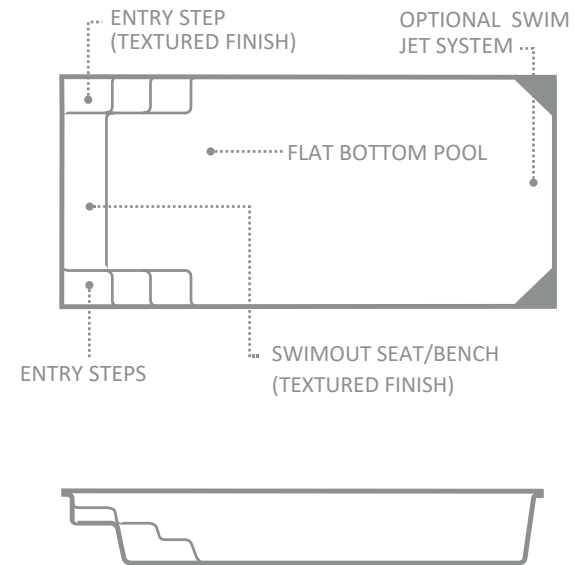 ENTRY STEP
(TEXTURED FINISH)
OPTIONAL SWIM
JET SYSTEM
FLAT BOTTOM POOL
SWIMOUT SEAT/BENCH
(TEXTURED FINISH)
ENTRY STEPS